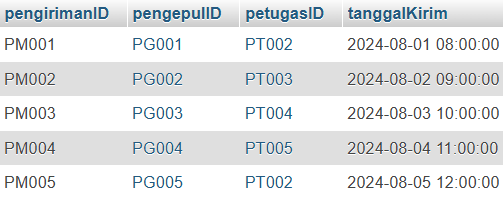 pengirimanID pengepulID petugasID tanggalKirim
PM001 PG001 PT002 2024-08-01 08:00:00
PM002 PG002 PT003 2024-08-02 09:00:00
PM003 PG003 PT004 2024-08-03 10:00:00
PM004 PG004 PT005 2024-08-04 11:00:00
PM005 PG005 PT002 2024-08-05 12:00:00